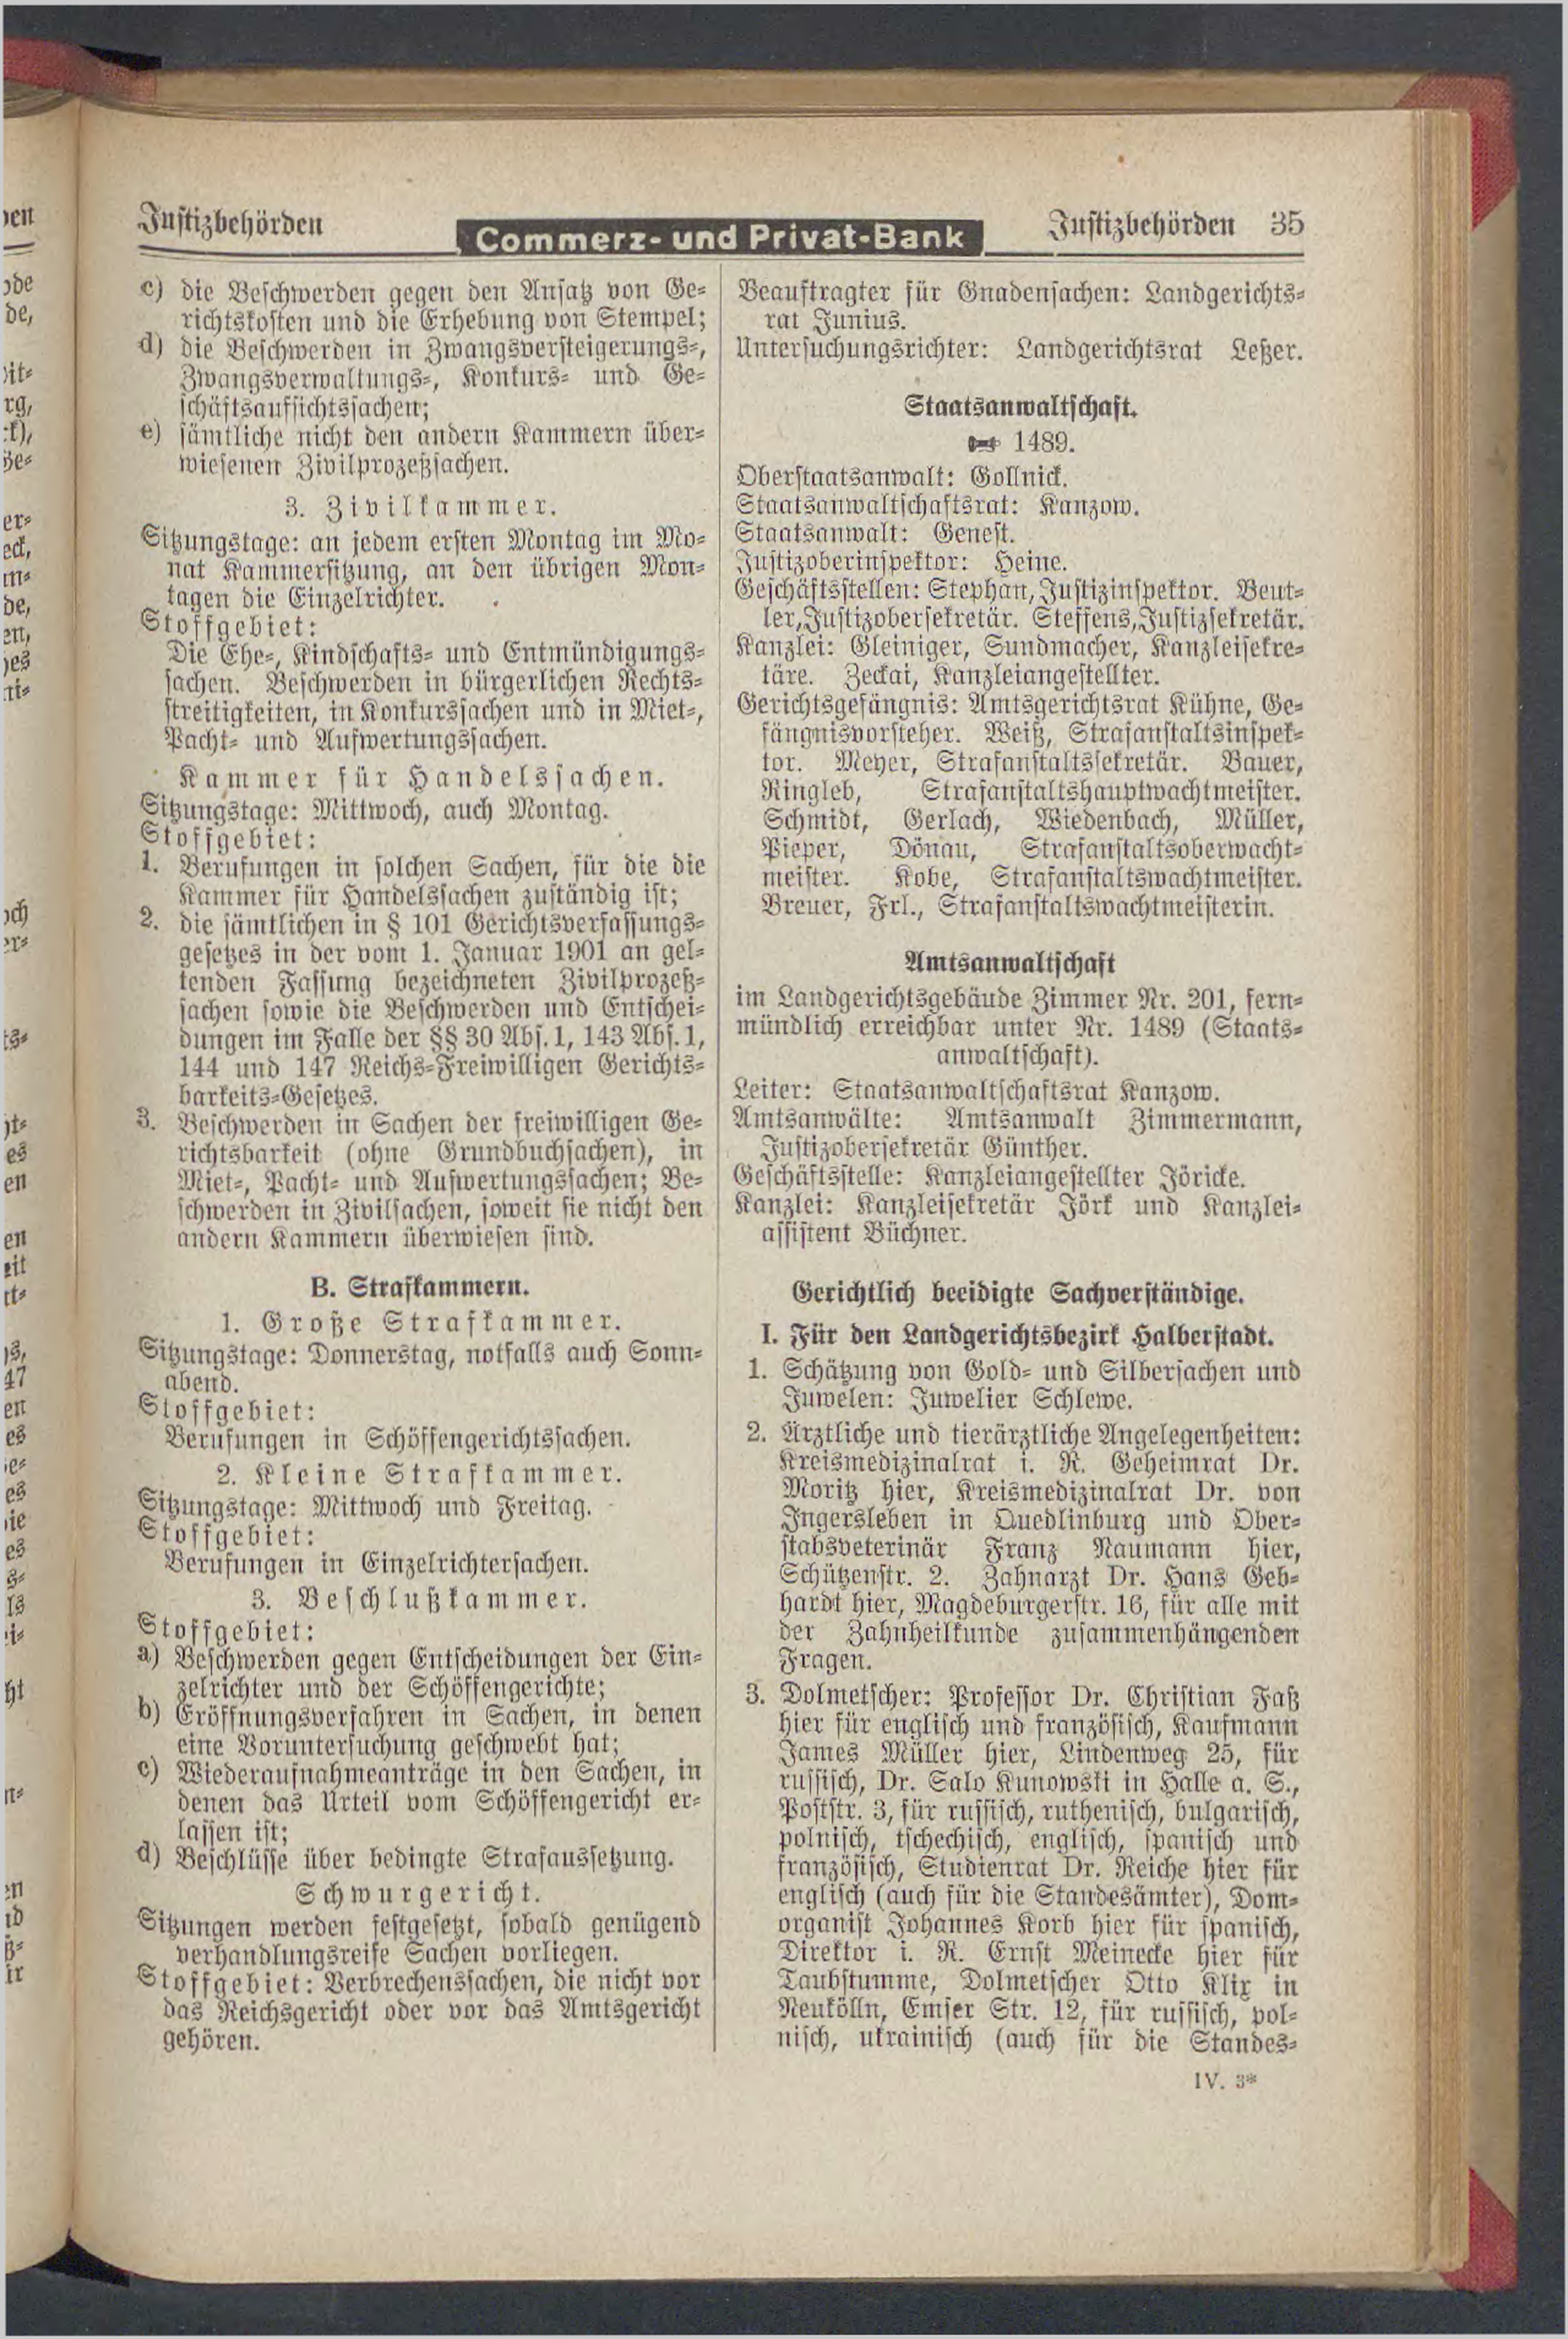 Justizbehörden
Commerz- und Privat-Bank
Justizbehörden 35
c) die Beschwerden gegen den Ansatz von Ge-
richtskosten und die Erhebung von Stempel;
d) die Beschwerden in Zwangsversteigerungs-,
Zwangsverwaltungs-, Konkurs- und Ge-
schäftsaufsichtssachen;
e) sämtliche nicht den andern Kammern über-
wiesenen Zivilprozeßsachen.
3. Zivilkammer.
Sitzungstage: an jedem ersten Montag im Mo-
nat Kammersitzung, an den übrigen Mon-
tagen die Einzelrichter.
Stoffgebiet:
Die Ehe-, Kindschafts- und Entmündigungs-
sachen. Beschwerden in bürgerlichen Rechts-
streitigkeiten, in Konkurssachen und in Miet-,
Pacht- und Aufwertungssachen.
Kammer für Handelssachen.
Sitzungstage: Mittwoch, auch Montag.
Stoffgebiet:
1. Berufungen in solchen Sachen, für die die
Kammer für Handelssachen zuständig ist;
2. die sämtlichen in § 101 Gerichtsverfassungs-
gesetzes in der vom 1. Januar 1901 an gel-
tenden Fassung bezeichneten Zivilprozeß-
sachen sowie die Beschwerden und Entschei-
dungen im Falle der §§ 30 Abs. 1, 143 Abs. 1,
144 und 147 Reichs-Freiwilligen Gerichts-
barkeits-Gesetzes.
3. Beschwerden in Sachen der freiwilligen Ge-
richtsbarkeit (ohne Grundbuchsachen), in
Miet-, Pacht- und Aufwertungssachen; Be-
schwerden in Zivilsachen, soweit sie nicht den
andern Kammern überwiesen sind.
B. Strafkammern.
1. Große Strafkammer.
Sitzungstage: Donnerstag, notfalls auch Sonn-
abend.
Stoffgebiet:
Berufungen in Schöffengerichtssachen.
2. Kleine Strafkammer.
Sitzungstage: Mittwoch und Freitag.
Stoffgebiet:
Berufungen in Einzelrichtersachen.
3. Beschlußkammer.
Stoffgebiet:
a) Beschwerden gegen Entscheidungen der Ein-
zelrichter und der Schöffengerichte;
b) Eröffnungsverfahren in Sachen, in denen
eine Voruntersuchung geschwebt hat;
c) Wiederaufnahmeanträge in den Sachen, in
denen das Urteil vom Schöffengericht er-
lassen ist;
d) Beschlüsse über bedingte Strafaussetzung.
Schwurgericht.
Sitzungen werden festgesetzt, sobald genügend
verhandlungsreife Sachen vorliegen.
Stoffgebiet: Verbrechenssachen, die nicht vor
das Reichsgericht oder vor das Amtsgericht
gehören.
Beauftragter für Gnadensachen: Landgerichts-
rat Junius.
Untersuchungsrichter: Landgerichtsrat Leßer.
Staatsanwaltschaft.
1489.
Oberstaatsanwalt: Gollnick.
Staatsanwaltschaftsrat: Kanzow.
Staatsanwalt: Genest.
Justizoberinspektor: Heine.
Geschäftsstellen: Stephan, Justizinspektor. Beut-
ler, Justizobersekretär. Steffens, Justizsekretär.
Kanzlei: Gleiniger, Sundmacher, Kanzleisekre-
täre. Zeckai, Kanzleiangestellter.
Gerichtsgefängnis: Amtsgerichtsrat Kühne, Ge-
fängnisvorsteher. Weiß, Strafanstaltsinspek-
tor. Meyer, Strafanstaltssekretär. Bauer,
Ringleb, Strafanstaltshauptwachtmeister.
Schmidt, Gerlach, Wiedenbach, Müller,
Pieper, Dönau, Strafanstaltsoberwacht-
meister. Kobe, Strafanstaltswachtmeister.
Breuer, Frl., Strafanstaltswachtmeisterin.
Amtsanwaltschaft
im Landgerichtsgebäude Zimmer Nr. 201, fern-
mündlich erreichbar unter Nr. 1489 (Staats-
anwaltschaft).
Leiter: Staatsanwaltschaftsrat Kanzow.
Amtsanwälte: Amtsanwalt Zimmermann,
Justizobersekretär Günther.
Geschäftsstelle: Kanzleiangestellter Jöricke.
Kanzlei: Kanzleisekretär Jörk und Kanzlei-
assistent Büchner.
Gerichtlich beeidigte Sachverständige.
I. Für den Landgerichtsbezirk Halberstadt.
1. Schätzung von Gold- und Silbersachen und
Juwelen: Juwelier Schlewe.
2. Ärztliche und tierärztliche Angelegenheiten:
Kreismedizinalrat i. R. Geheimrat Dr.
Moritz hier, Kreismedizinalrat Dr. von
Ingersleben in Quedlinburg und Ober-
stabsveterinär Franz Naumann hier,
Schützenstr. 2. Zahnarzt Dr. Hans Geb-
hardt hier, Magdeburgerstr. 16, für alle mit
der Zahnheilkunde zusammenhängenden
Fragen.
3. Dolmetscher: Professor Dr. Christian Faß
hier für englisch und französisch, Kaufmann
James Müller hier, Lindenweg 25, für
russisch, Dr. Salo Kunowski in Halle a. S.,
Poststr. 3, für russisch, ruthenisch, bulgarisch,
polnisch, tschechisch, englisch, spanisch und
französisch, Studienrat Dr. Reiche hier für
englisch (auch für die Standesämter), Dom-
organist Johannes Korb hier für spanisch,
Direktor i. R. Ernst Meinecke hier für
Taubstumme, Dolmetscher Otto Klix in
Neukölln, Emser Str. 12, für russisch, pol-
nisch, ukrainisch (auch für die Standes-
IV. 3*